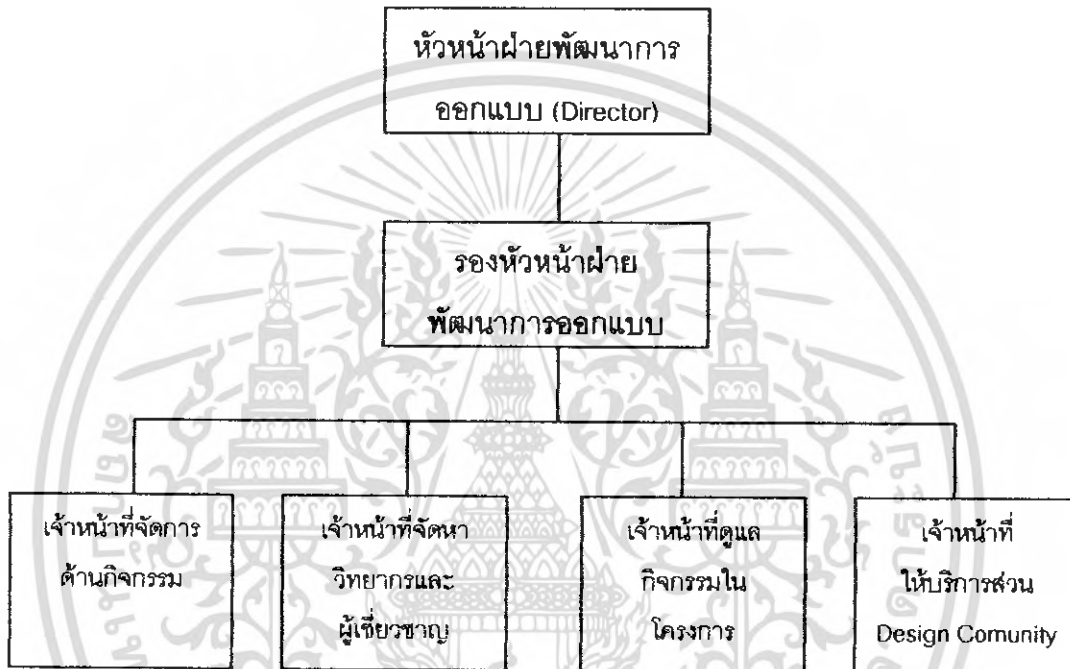 หัวหน้าฝ่ายพัฒนาการ
ออกแบบ (Director)
รองหัวหน้าฝ่าย
พัฒนาการออกแบบ
เจ้าหน้าที่จัดการ
ด้านกิจกรรม
เจ้าหน้าที่จัดหา
วิทยากรและ
ผู้เชี่ยวชาญ
เจ้าหน้าที่ดูแล
กิจกรรมใน
โครงการ
เจ้าหน้าที่
ให้บริการส่วน
Design Comunity